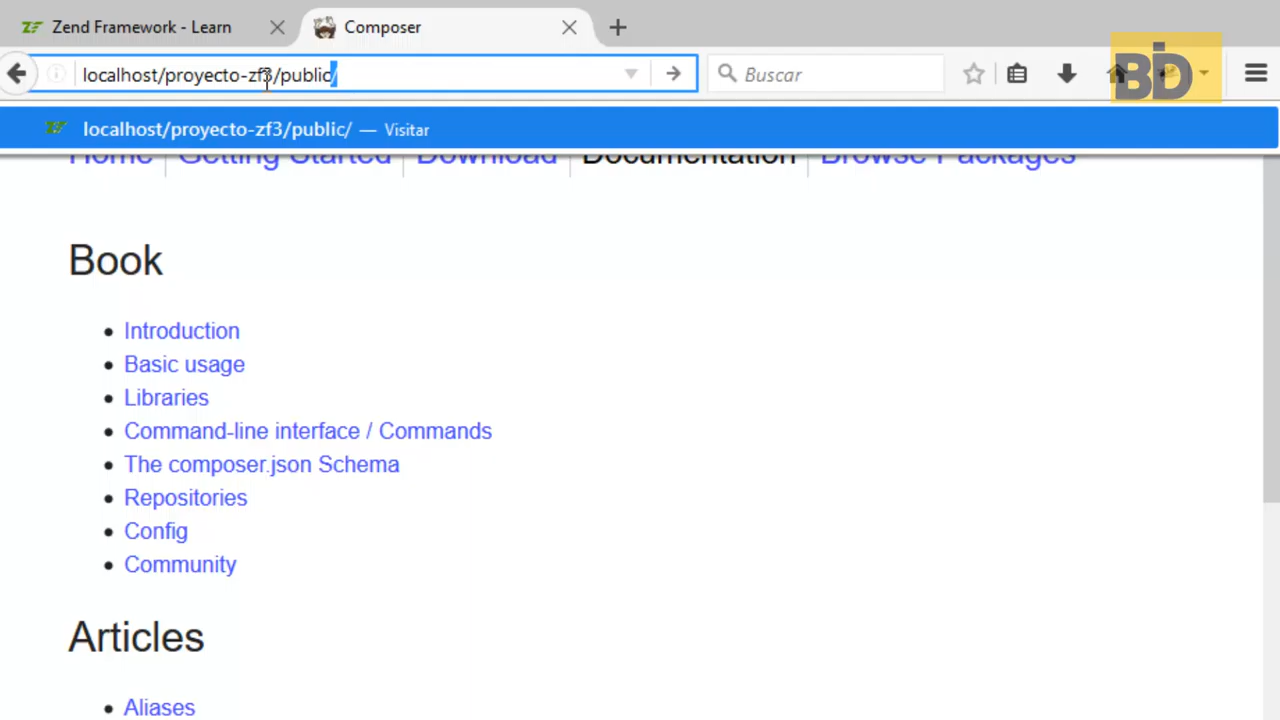 Zend Framework - Learn
Composer
localhost/proyecto-zf3/public/
Buscar
BD
localhost/proyecto-zf3/public/ — Visitar
Home Getting Started Download Documentation Browse Packages
Book
Introduction
Basic usage
Libraries
Command-line interface / Commands
The composer.json Schema
Repositories
Config
Community
Articles
Aliases